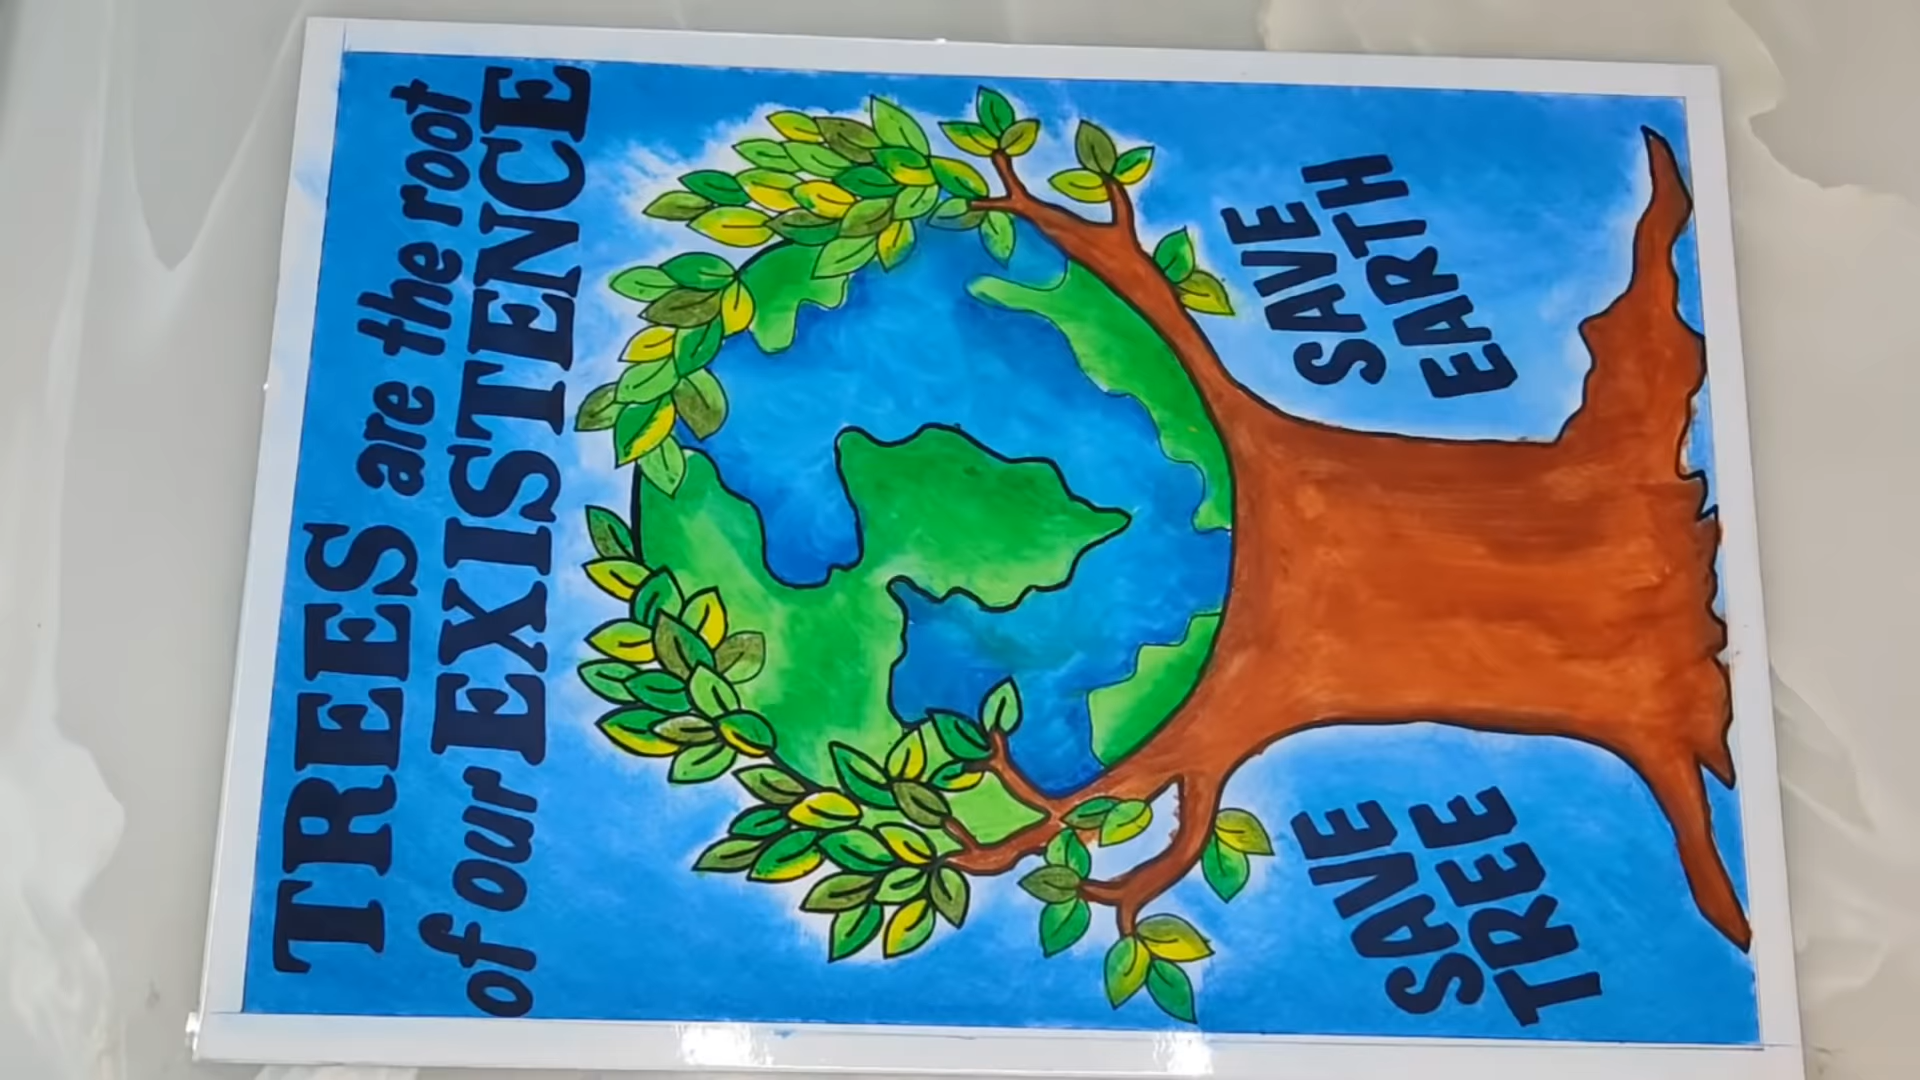 TREES are the root
of our EXISTENCE
SAVE
TREE
SAVE
EARTH